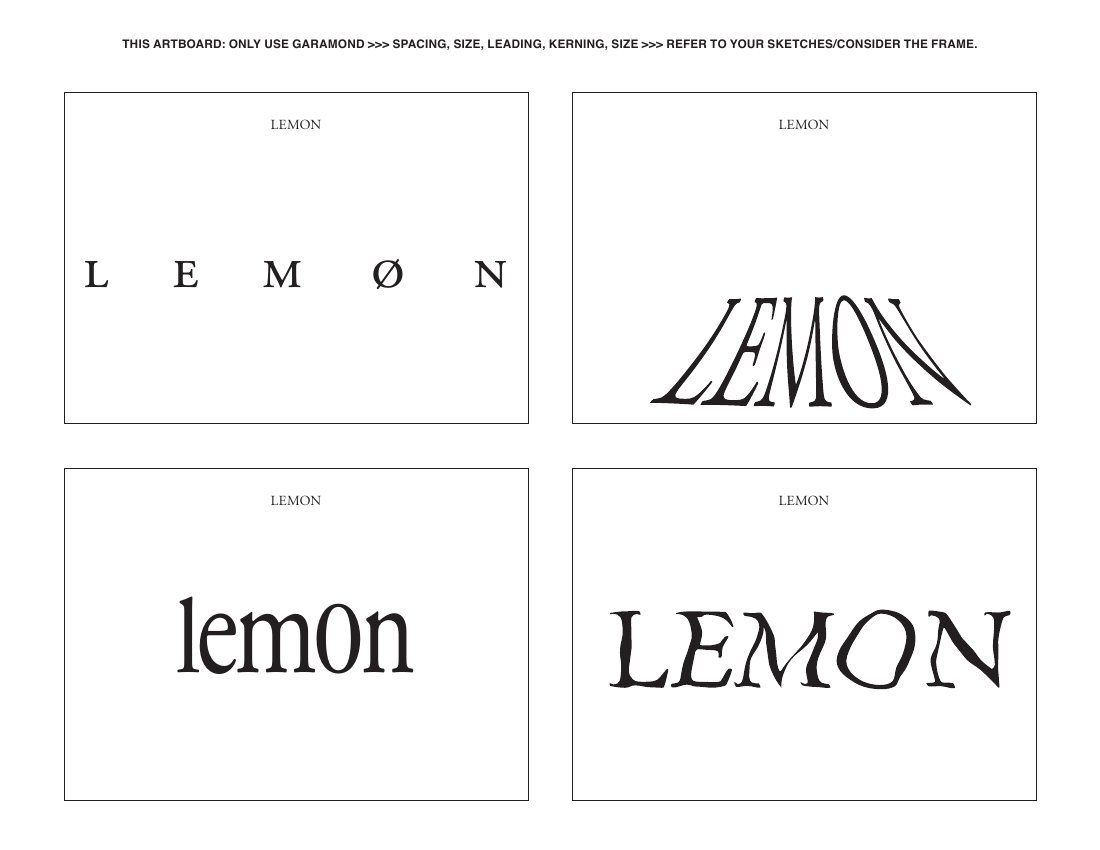 THIS ARTBOARD: ONLY USE GARAMOND >>> SPACING, SIZE, LEADING, KERNING, SIZE >>> REFER TO YOUR SKETCHES/CONSIDER THE FRAME.
LEMON
L E M Ø N
LEMON
LEMON
LEMON
lem0n
LEMON
LEMON